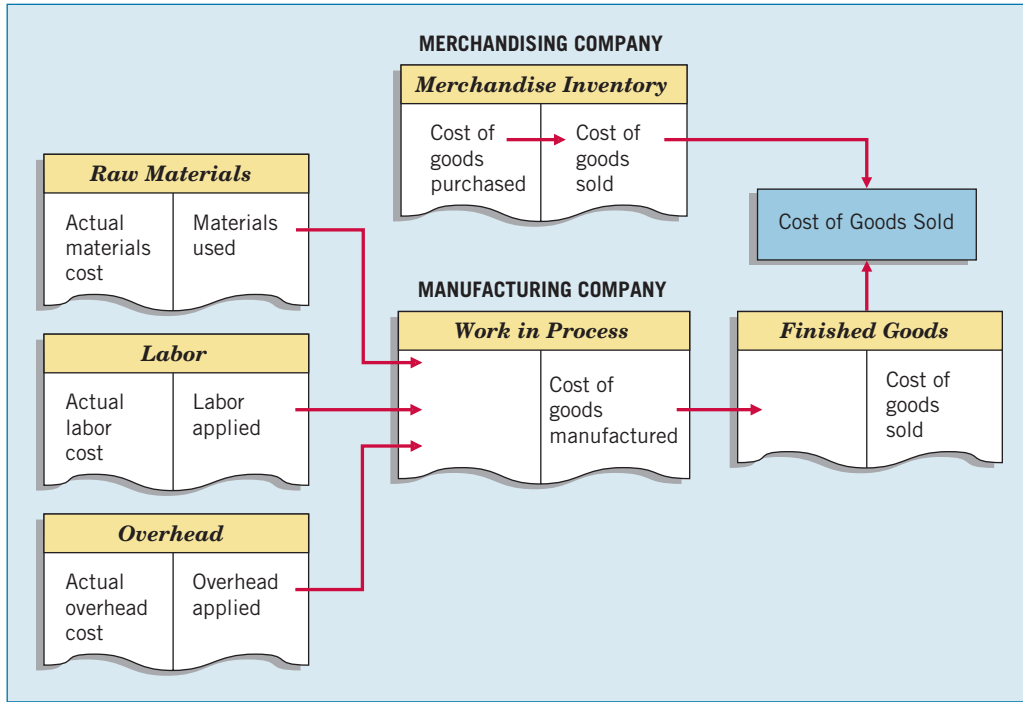 MERCHANDISING COMPANY
Merchandise Inventory
Cost of
goods
purchased
Cost of
goods
sold
Raw Materials
Actual
materials
cost
Materials
used
Cost of Goods Sold
MANUFACTURING COMPANY
Labor
Actual
labor
cost
Labor
applied
Work in Process
Cost of
goods
manufactured
Finished Goods
Cost of
goods
sold
Overhead
Actual
overhead
cost
Overhead
applied